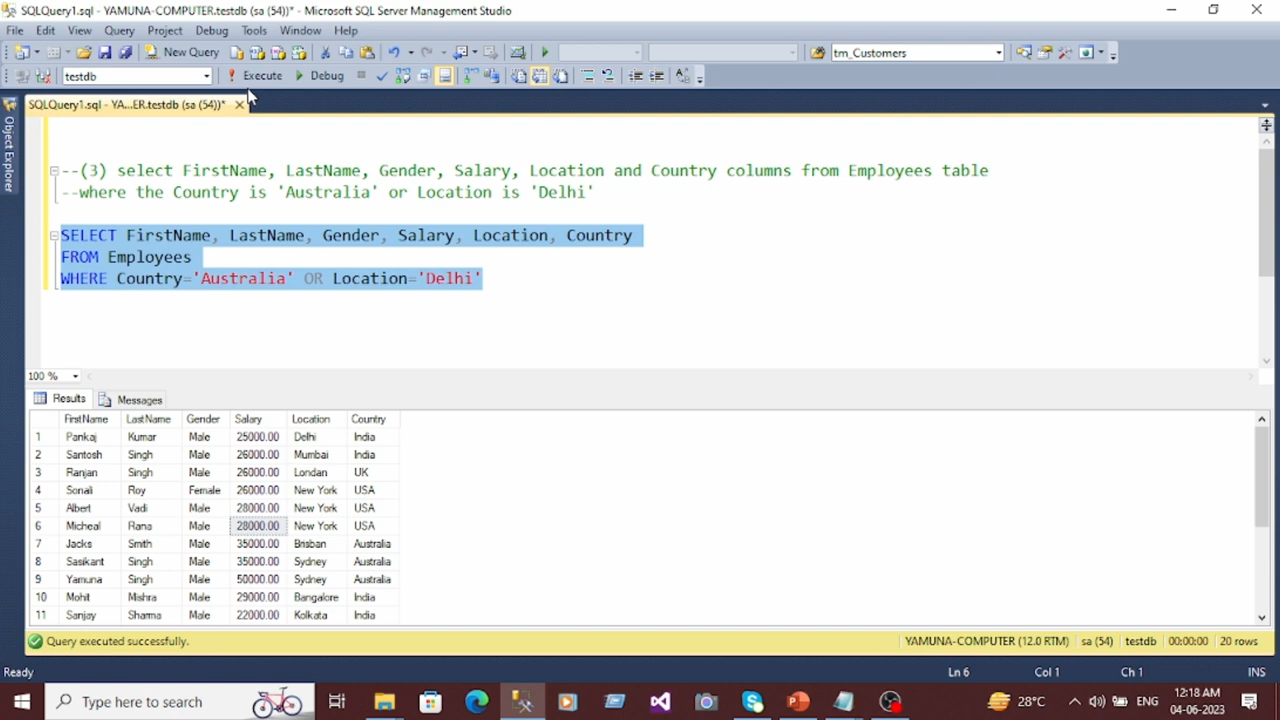 SQLQuery1.sql - YAMUNA-COMPUTER.testdb (sa (54))* - Microsoft SQL Server Management Studio
File Edit View Query Project Debug Tools Window Help
New Query tm_Customers
testdb Execute Debug
SQLQuery1.sql - YA...ER.testdb (sa (54))*
Object Explorer
--(3) select FirstName, LastName, Gender, Salary, Location and Country columns from Employees table
--where the Country is 'Australia' or Location is 'Delhi'
SELECT FirstName, LastName, Gender, Salary, Location, Country
FROM Employees
WHERE Country='Australia' OR Location='Delhi'
100 %
Results Messages
FirstName LastName Gender Salary Location Country
1 Pankaj Kumar Male 25000.00 Delhi India
2 Santosh Singh Male 26000.00 Mumbai India
3 Ranjan Singh Male 26000.00 Londan UK
4 Sonali Roy Female 26000.00 New York USA
5 Albert Vadi Male 28000.00 New York USA
6 Micheal Rana Male 28000.00 New York USA
7 Jacks Smith Male 35000.00 Brisban Australia
8 Sasikant Singh Male 35000.00 Sydney Australia
9 Yamuna Singh Male 50000.00 Sydney Australia
10 Mohit Mishra Male 29000.00 Bangalore India
11 Sanjay Sharma Male 22000.00 Kolkata India
Query executed successfully. YAMUNA-COMPUTER (12.0 RTM) sa (54) testdb 00:00:00 20 rows
Ready Ln 6 Col 1 Ch 1 INS
Type here to search 28°C ENG 12:18 AM
04-06-2023